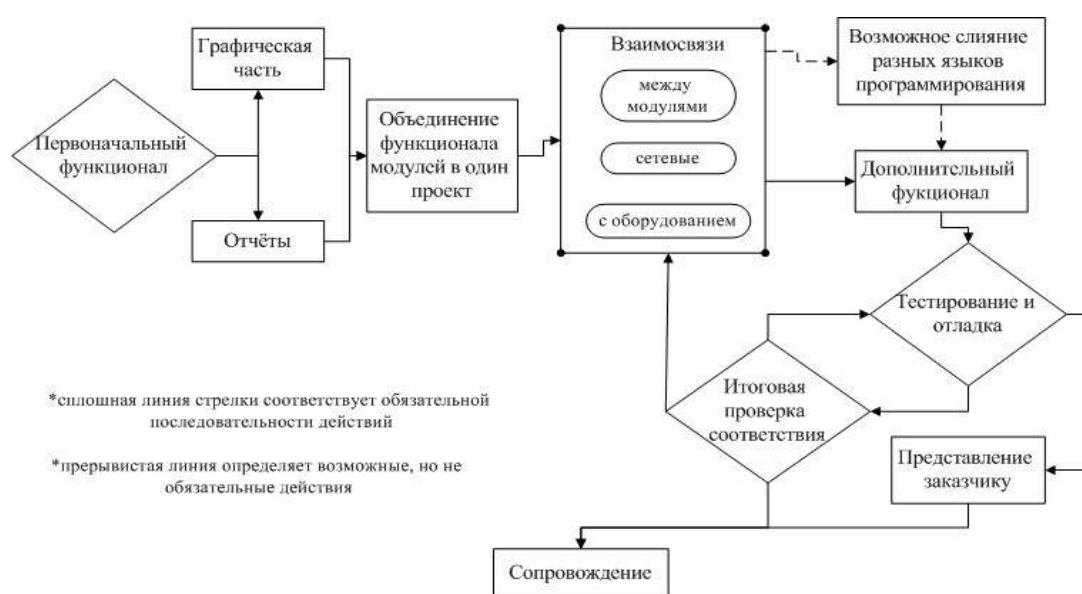 Графическая
часть
Первоначальный
функционал
Отчёты
Объединение
функционала
модулей в один
проект
Взаимосвязи
между
модулями
сетевые
с оборудованием
Возможное слияние
разных языков
программирования
Дополнительный
фукционал
Тестирование и
отладка
Итоговая
проверка
соответствия
Представление
заказчику
Сопровождение
*сплошная линия стрелки соответствует обязательной
последовательности действий
*прерывистая линия определяет возможные, но не
обязательные действия